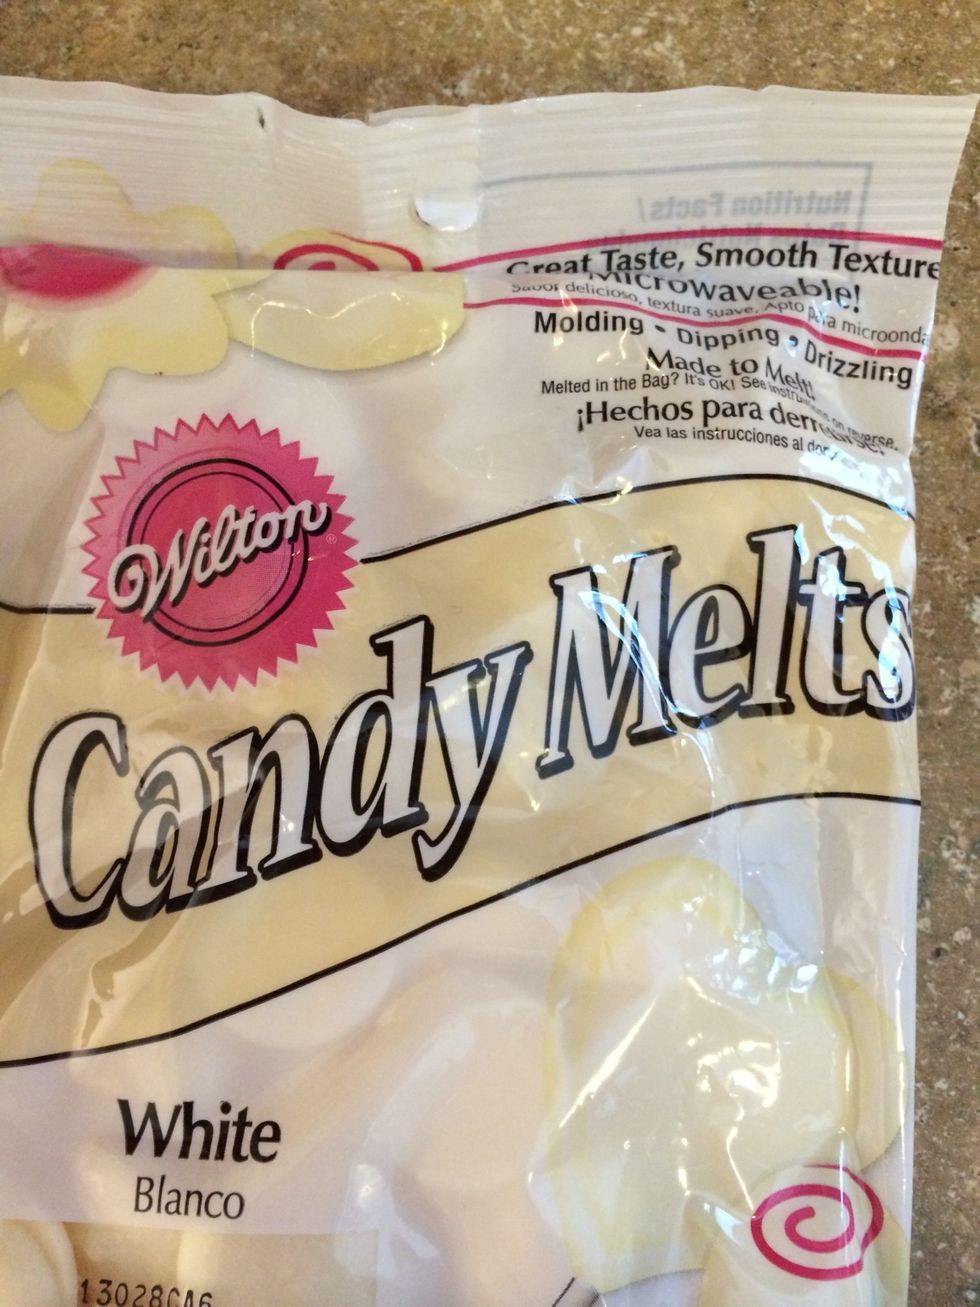 Nutrition Facts/
Great Taste, Smooth Texture
Microwaveable!
Sabor delicioso, textura suave. Apto para microonda
Molding • Dipping • Drizzling
Made to Melt!
Melted in the Bag? It's OK! See instructions on reverse.
¡Hechos para derretirse!
Vea las instrucciones al dor
Wilton®
Candy Melts
White
Blanco
13028CA6